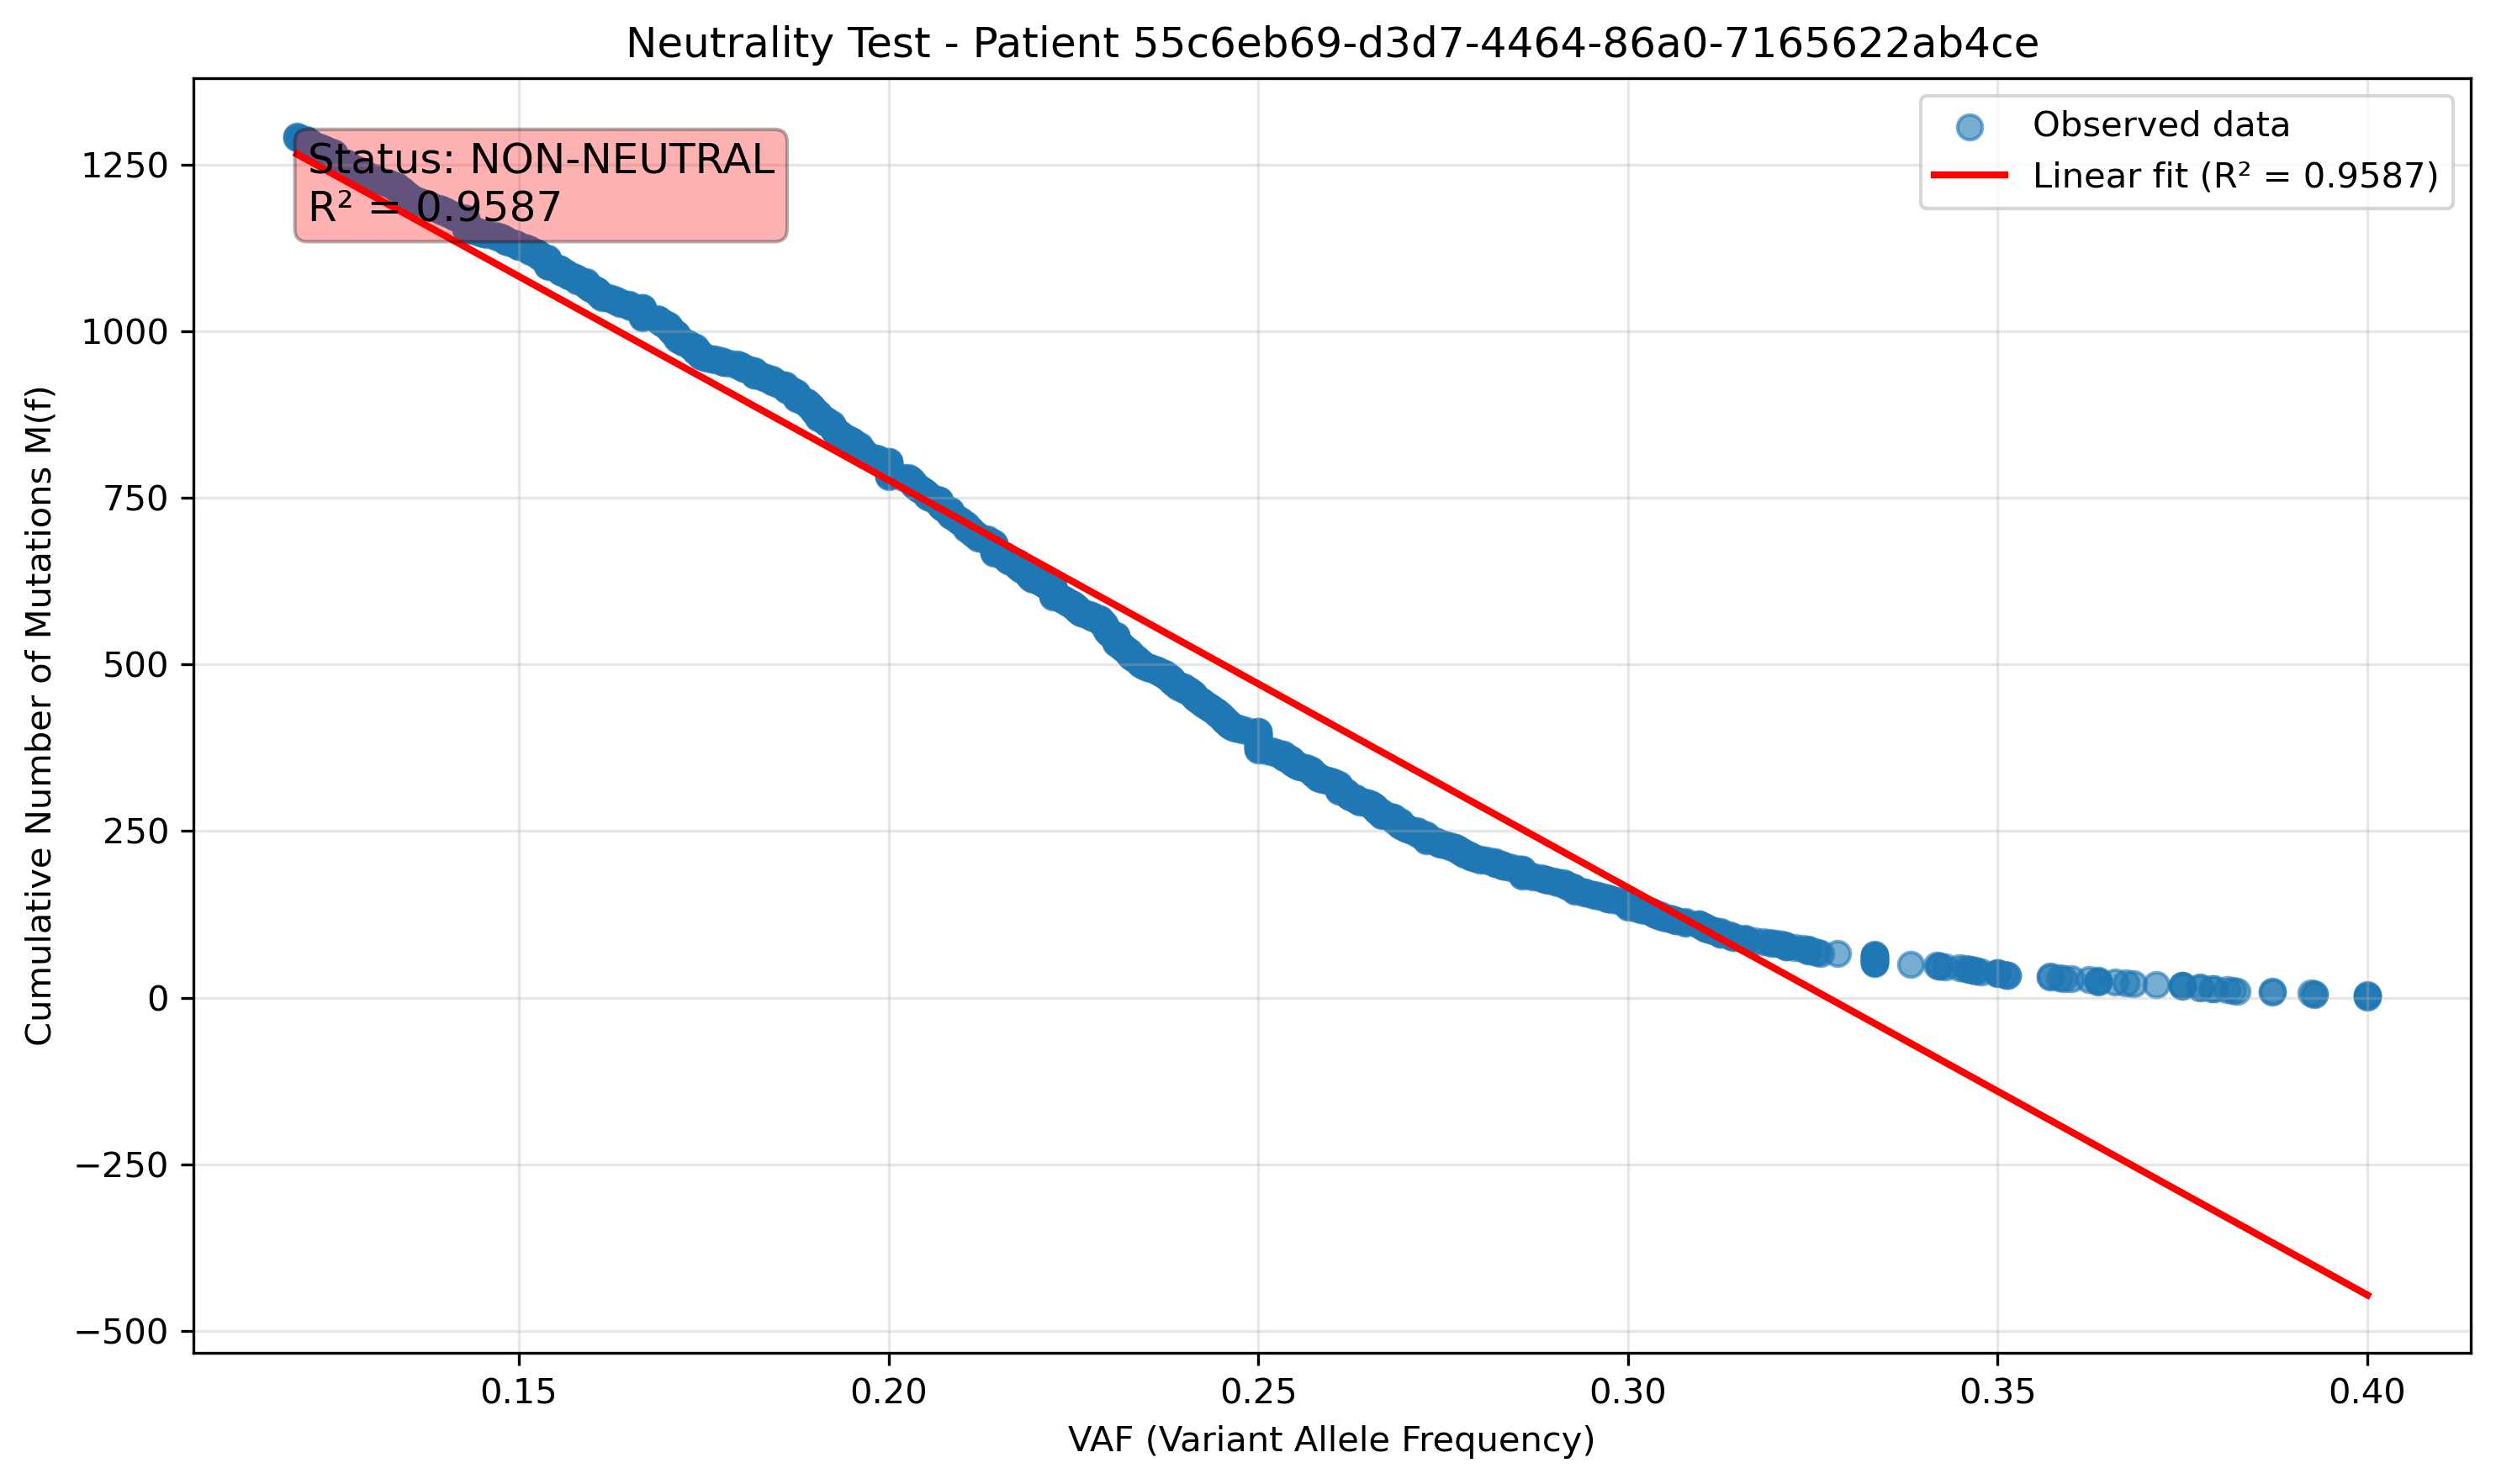 Neutrality Test - Patient 55c6eb69-d3d7-4464-86a0-7165622ab4ce
Status: NON-NEUTRAL
R² = 0.9587
Observed data
Linear fit (R² = 0.9587)
Cumulative Number of Mutations M(f)
1250
1000
750
500
250
0
−250
−500
0.15
0.20
0.25
0.30
0.35
0.40
VAF (Variant Allele Frequency)